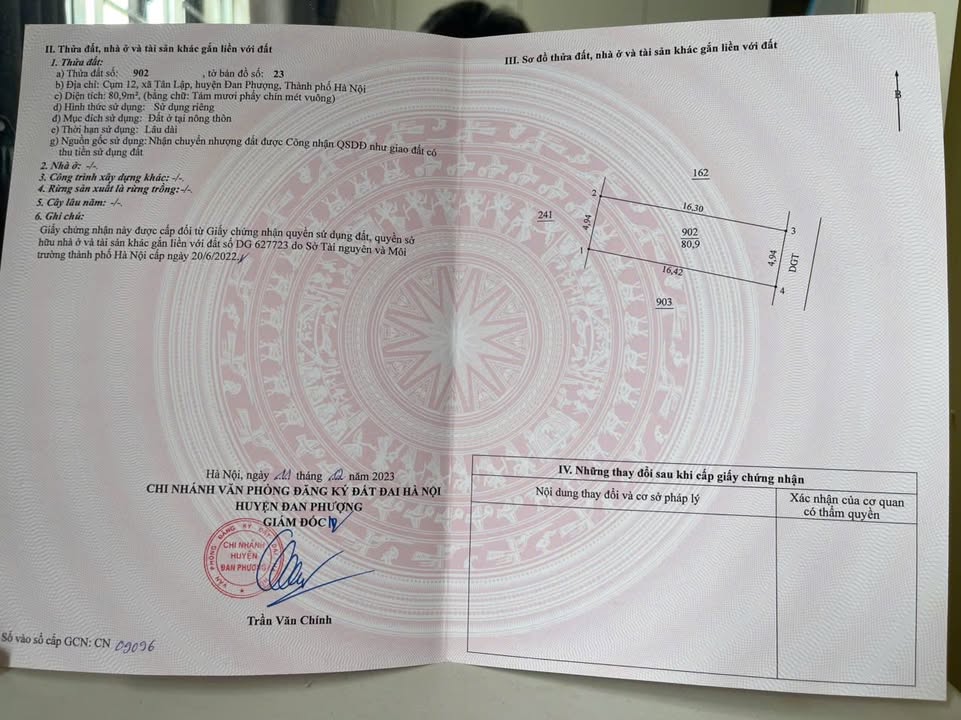 II. Thửa đất, nhà ở và tài sản khác gắn liền với đất
1. Thửa đất:
a) Thửa đất số: 902 , tờ bản đồ số: 23
b) Địa chỉ: Cụm 12, xã Tân Lập, huyện Đan Phượng, Thành phố Hà Nội
c) Diện tích: 80,9m², (bằng chữ: Tám mươi phẩy chín mét vuông)
d) Hình thức sử dụng: Sử dụng riêng
đ) Mục đích sử dụng: Đất ở tại nông thôn
e) Thời hạn sử dụng: Lâu dài
g) Nguồn gốc sử dụng: Nhận chuyển nhượng đất được Công nhận QSDĐ như giao đất có
thu tiền sử dụng đất
2. Nhà ở: -/-.
3. Công trình xây dựng khác: -/-.
4. Rừng sản xuất là rừng trồng: -/-.
5. Cây lâu năm: -/-.
6. Ghi chú:
Giấy chứng nhận này được cấp đổi từ Giấy chứng nhận quyền sử dụng đất, quyền sở
hữu nhà ở và tài sản khác gắn liền với đất số DG 627723 do Sở Tài nguyên và Môi
trường thành phố Hà Nội cấp ngày 20/6/2022.
Hà Nội, ngày 11 tháng 12 năm 2023
CHI NHÁNH VĂN PHÒNG ĐĂNG KÝ ĐẤT ĐAI HÀ NỘI
HUYỆN ĐAN PHƯỢNG
GIÁM ĐỐC
VĂN PHÒNG ĐĂNG KÝ ĐẤT ĐAI
CHI NHÁNH
HUYỆN
ĐAN PHƯỢNG
Trần Văn Chính
Số vào sổ cấp GCN: CN 09096
III. Sơ đồ thửa đất, nhà ở và tài sản khác gắn liền với đất
B
162
2
16,30
241
4,94
902
80,9
3
1
4,94
DGT
16,42
4
903
IV. Những thay đổi sau khi cấp giấy chứng nhận
Nội dung thay đổi và cơ sở pháp lý
Xác nhận của cơ quan
có thẩm quyền